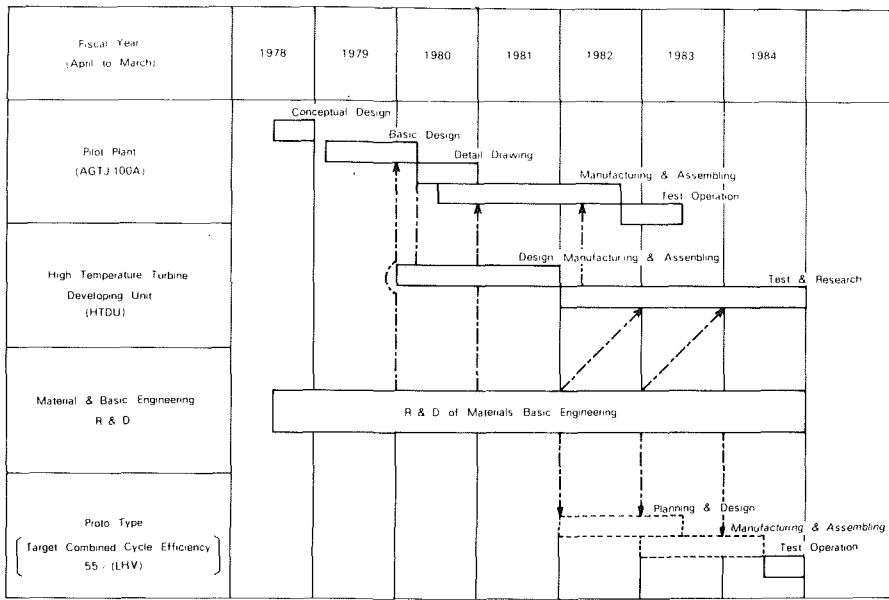 Fiscal Year
(April to March)
1978 1979 1980 1981 1982 1983 1984
Pilot Plant
(AGTJ 100A)
Conceptual Design
Basic Design
Detail Drawing
Manufacturing & Assembling
Test Operation
High Temperature Turbine
Developing Unit
(HTDU)
Design Manufacturing & Assembling
Test & Research
Material & Basic Engineering
R & D
R & D of Materials Basic Engineering
Proto Type
Target Combined Cycle Efficiency
55 (LHV)
Planning & Design
Manufacturing & Assembling
Test Operation